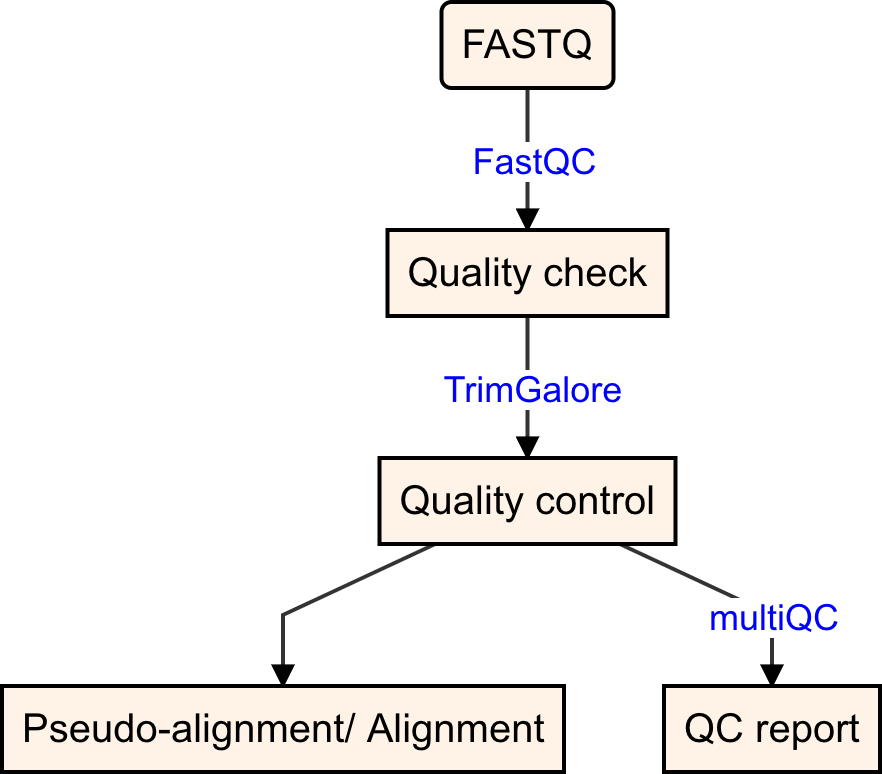 FASTQ
FastQC
Quality check
TrimGalore
Quality control
multiQC
Pseudo-alignment/ Alignment
QC report